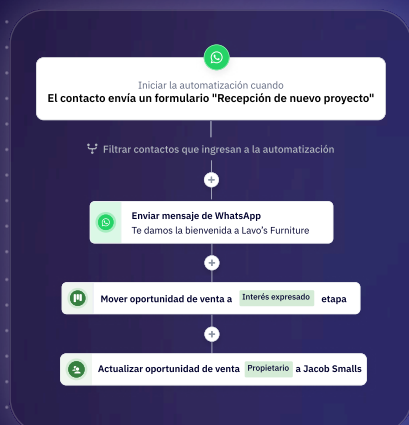 Iniciar la automatización cuando
El contacto envía un formulario "Recepción de nuevo proyecto"
Filtrar contactos que ingresan a la automatización
Enviar mensaje de WhatsApp
Te damos la bienvenida a Lavo's Furniture
Mover oportunidad de venta a Interés expresado etapa
Actualizar oportunidad de venta Propietario a Jacob Smalls